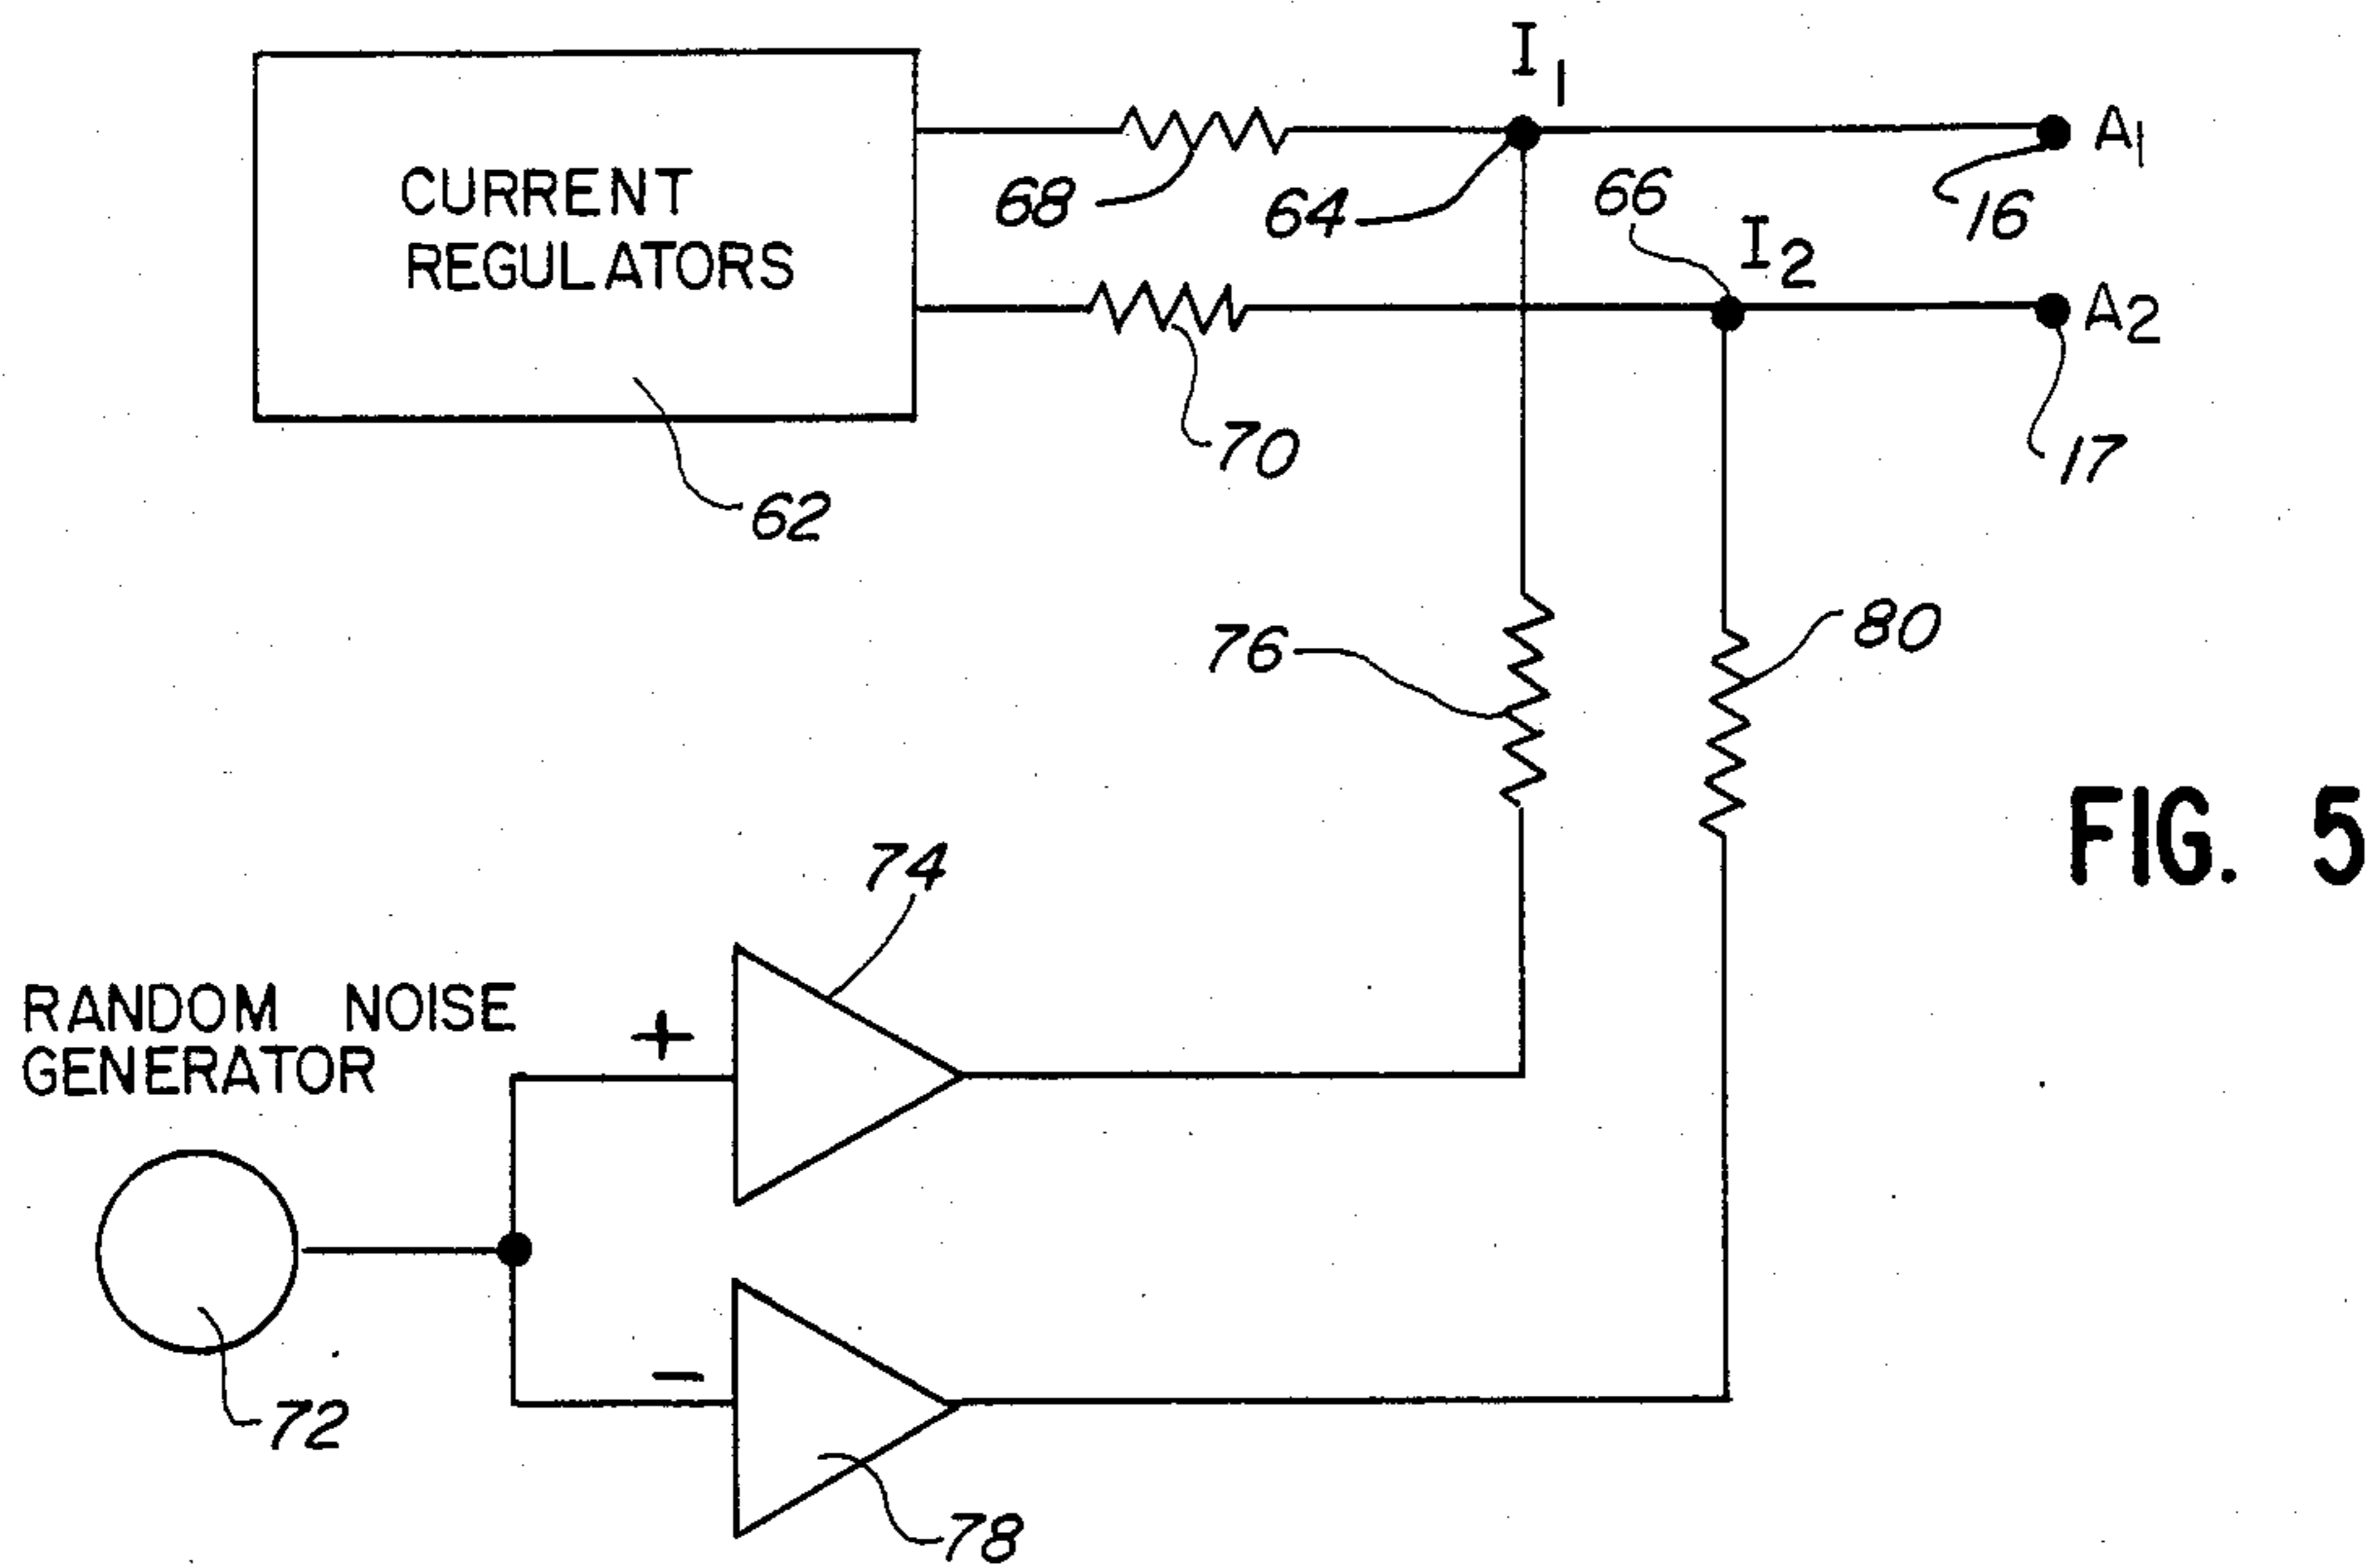 I1
A1
CURRENT
REGULATORS
68
64
66
16
I2
A2
70
17
62
76
80
FIG. 5
74
RANDOM NOISE
GENERATOR
+
−
72
78